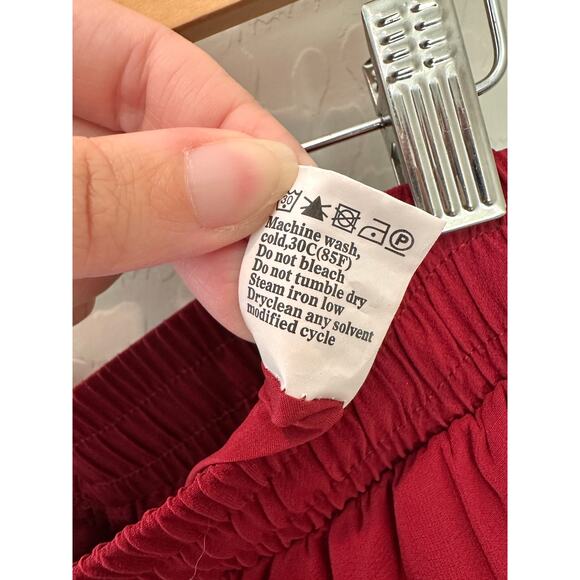 30 P
Machine wash,
cold,30C(85F)
Do not bleach
Do not tumble dry
Steam iron low
Dryclean any solvent
modified cycle